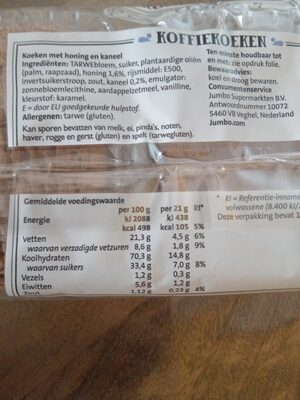 KOFFIEKOEKEN
Koeken met honing en kaneel
Ingrediënten: TARWEbloem, suiker, plantaardige oliën
(palm, raapzaad), honing 1,6%, rijsmiddel: E500,
invertsuikerstroop, zout, kaneel 0,2%, emulgator:
zonnebloemlecithine, aardappelzetmeel, vanilline,
kleurstof: karamel.
E = door EU goedgekeurde hulpstof.
Allergenen: tarwe (gluten).
Kan sporen bevatten van melk, ei, pinda's, noten,
haver, rogge en gerst (gluten) en spelt (tarwegluten).
Ten minste houdbaar tot
en met: zie opdruk folie.
Bewaaradvies:
koel en droog bewaren.
Consumentenservice
Jumbo Supermarkten B.V.
Antwoordnummer 10072
5460 VB Veghel, Nederland
Jumbo.com
Gemiddelde voedingswaarde
per 100 g per 21 g RI*
Energie kJ 2088 kJ 438
kcal 498 kcal 105 5%
Vetten 21,3 g 4,5 g 6%
waarvan verzadigde vetzuren 8,6 g 1,8 g 9%
Koolhydraten 70,3 g 14,8 g
waarvan suikers 33,4 g 7,0 g 8%
Vezels 1,2 g 0,3 g
Eiwitten 5,6 g 1,2 g
Zout 1,12 g 0,23 g 4%
* RI = Referentie-inname
volwassene (8.400 kJ/
Deze verpakking bevat 1